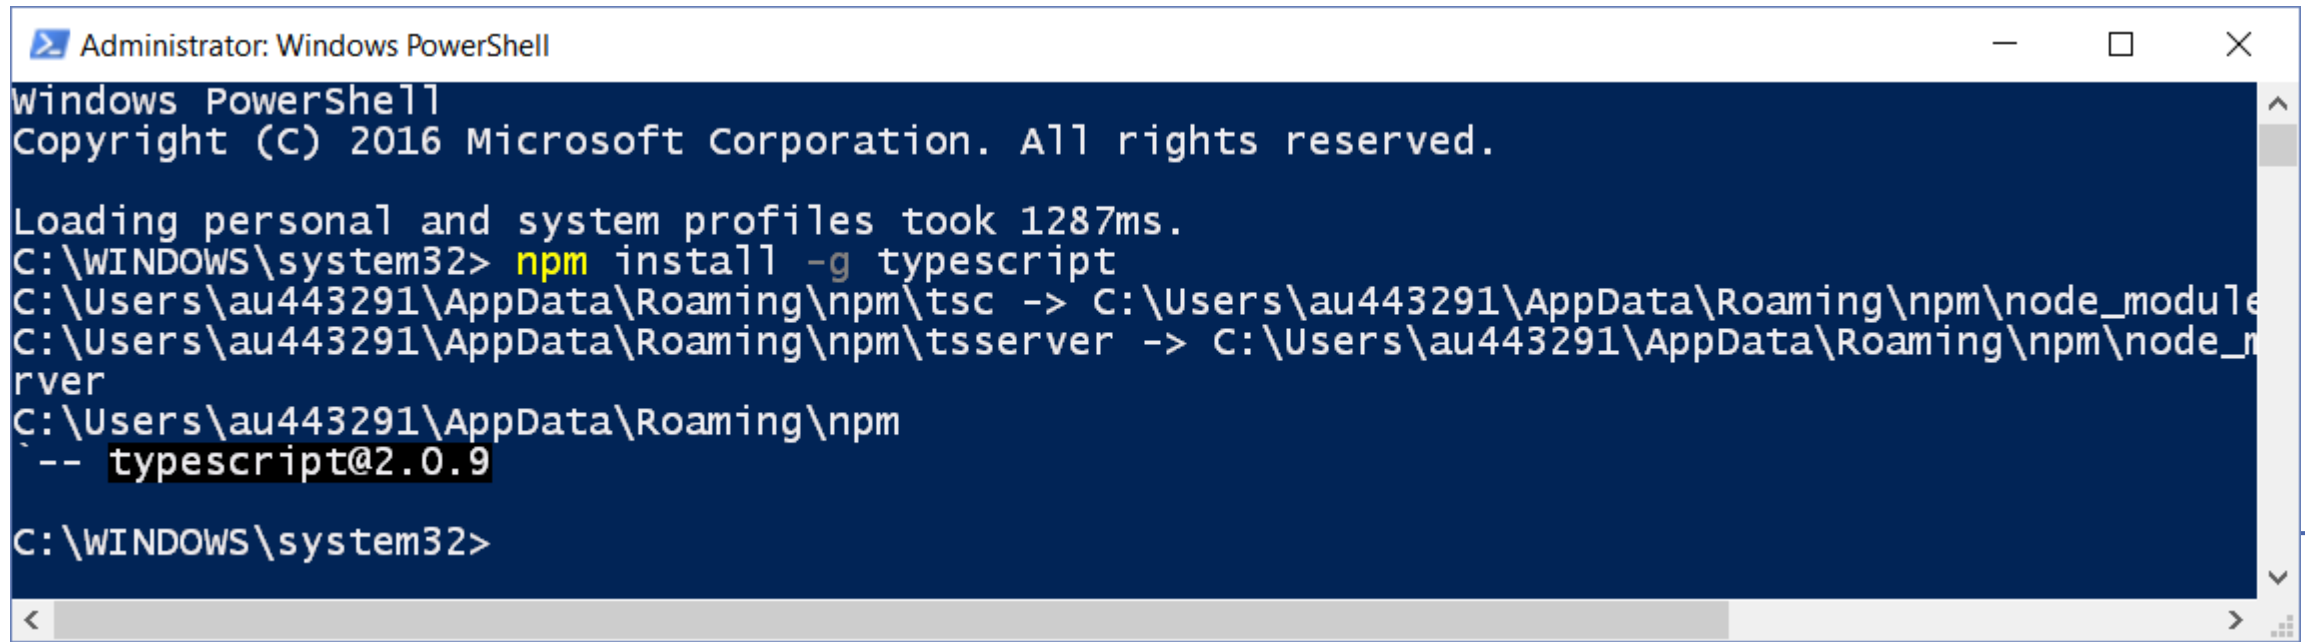 Administrator: Windows PowerShell
Windows PowerShell
Copyright (C) 2016 Microsoft Corporation. All rights reserved.
Loading personal and system profiles took 1287ms.
C:\WINDOWS\system32> npm install -g typescript
C:\Users\au443291\AppData\Roaming\npm\tsc -> C:\Users\au443291\AppData\Roaming\npm\node_module
C:\Users\au443291\AppData\Roaming\npm\tsserver -> C:\Users\au443291\AppData\Roaming\npm\node_m
rver
C:\Users\au443291\AppData\Roaming\npm
`-- typescript@2.0.9
C:\WINDOWS\system32>